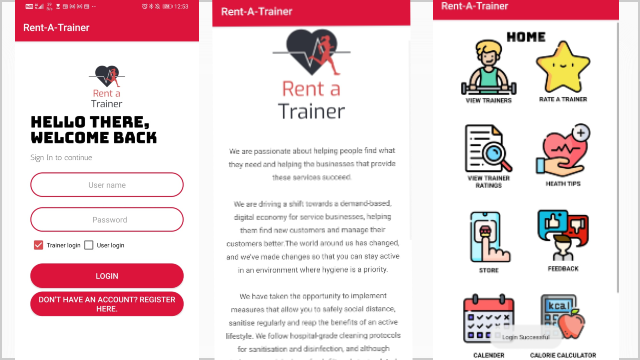 12:53
Rent-A-Trainer
Rent a
Trainer
HELLO THERE,
WELCOME BACK
Sign In to continue
User name
Password
Trainer login
User login
LOGIN
DON'T HAVE AN ACCOUNT? REGISTER
HERE.
Rent-A-Trainer
Rent a
Trainer
We are passionate about helping people find what
they need and helping the businesses that provide
these services succeed.
We are driving a shift towards a demand-based,
digital economy for service businesses, helping
them find new customers and manage their
customers better.The world around us has changed,
and we've made changes so that you can stay active
in an environment where hygiene is a priority.
We have taken the opportunity to implement
measures that allow you to safely social distance,
sanitise regularly and reap the benefits of an active
lifestyle. We follow hospital-grade cleaning protocols
for sanitisation and disinfection, and although
Rent-A-Trainer
HOME
VIEW TRAINERS
RATE A TRAINER
VIEW TRAINER
RATINGS
HEATH TIPS
STORE
FEEDBACK
kcal
CALENDER
CALORIE CALCULATOR
Login Successful